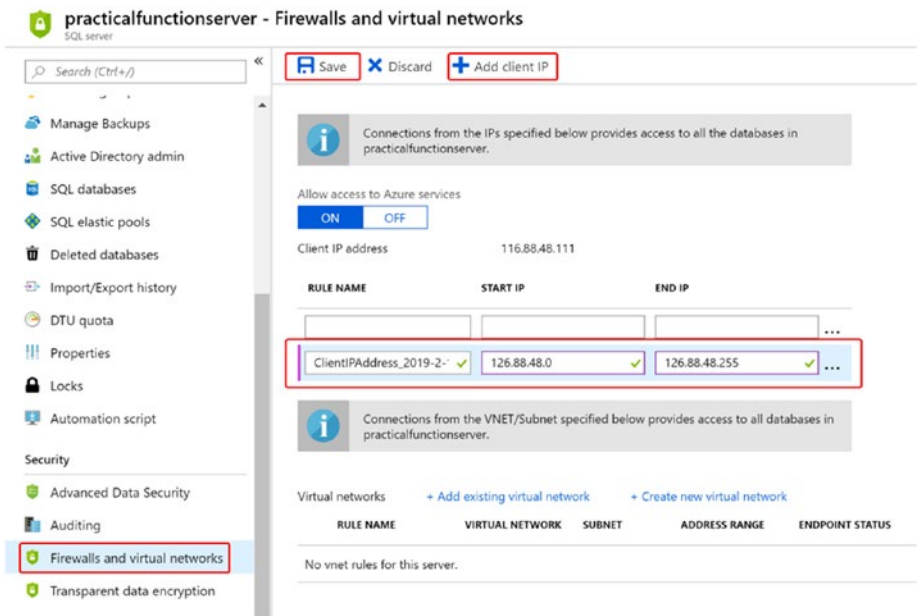 practicalfunctionserver - Firewalls and virtual networks
SQL server
Search (Ctrl+/)
«
Save
Discard
Add client IP
Manage Backups
Active Directory admin
SQL databases
SQL elastic pools
Deleted databases
Import/Export history
DTU quota
Properties
Locks
Automation script
Security
Advanced Data Security
Auditing
Firewalls and virtual networks
Transparent data encryption
Connections from the IPs specified below provides access to all the databases in
practicalfunctionserver.
Allow access to Azure services
ON OFF
Client IP address 116.88.48.111
RULE NAME START IP END IP
...
ClientIPAddress_2019-2- 126.88.48.0 126.88.48.255 ...
Connections from the VNET/Subnet specified below provides access to all databases in
practicalfunctionserver.
Virtual networks + Add existing virtual network + Create new virtual network
RULE NAME VIRTUAL NETWORK SUBNET ADDRESS RANGE ENDPOINT STATUS
No vnet rules for this server.